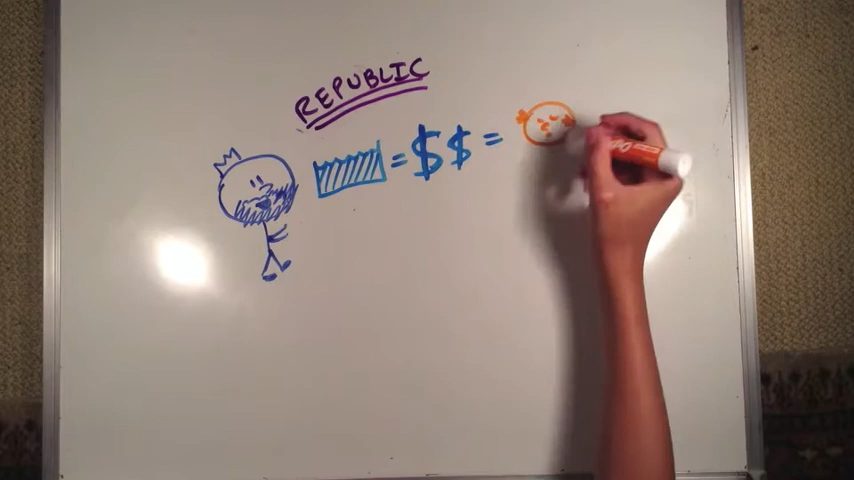 REPUBLIC
= $ $ =